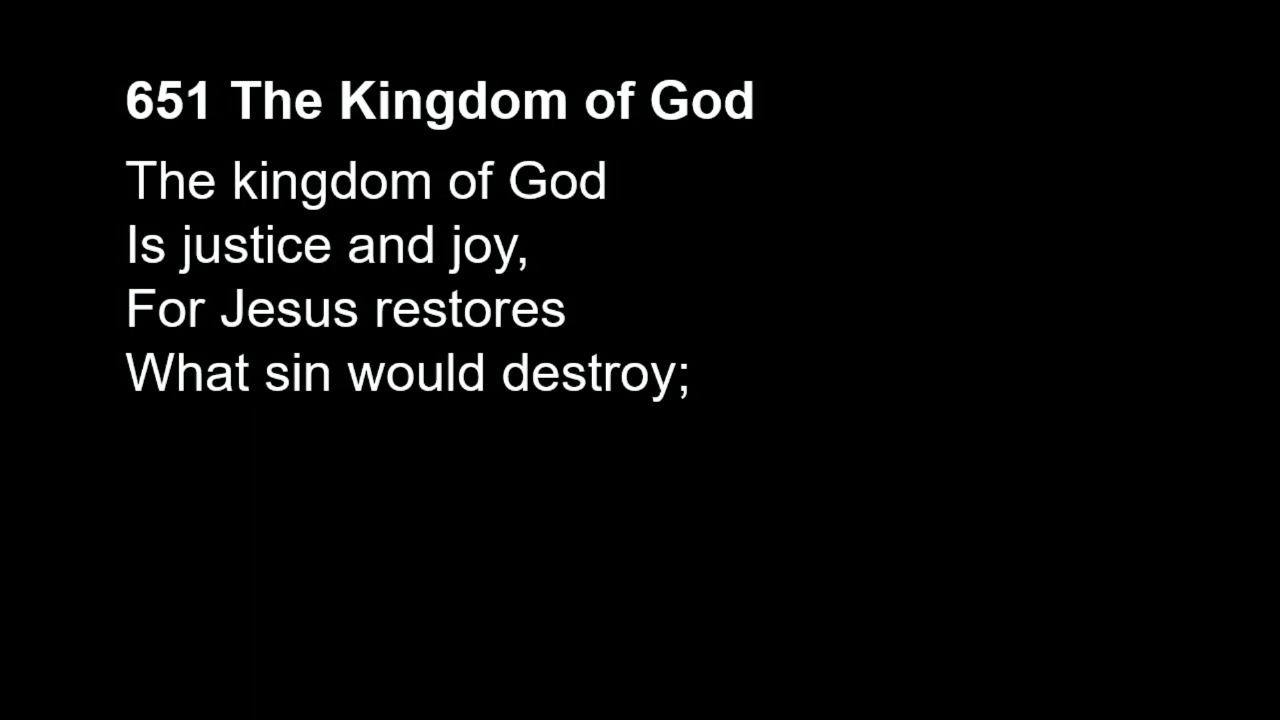 651 The Kingdom of God
The kingdom of God
Is justice and joy,
For Jesus restores
What sin would destroy;